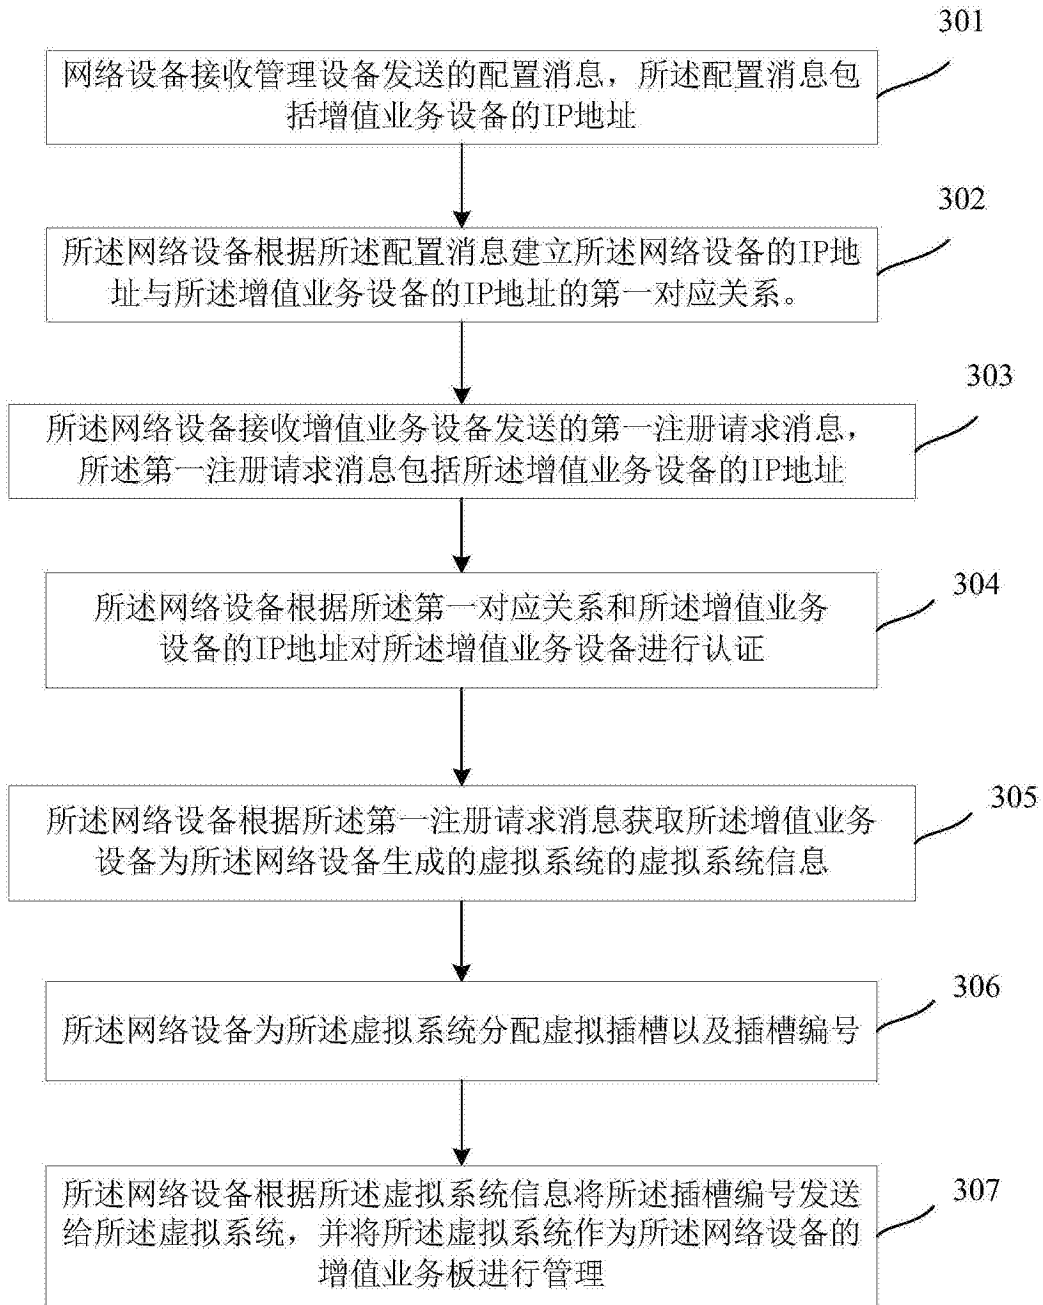 301
网络设备接收管理设备发送的配置消息，所述配置消息包
括增值业务设备的IP地址
302
所述网络设备根据所述配置消息建立所述网络设备的IP地
址与所述增值业务设备的IP地址的第一对应关系。
303
所述网络设备接收增值业务设备发送的第一注册请求消息，
所述第一注册请求消息包括所述增值业务设备的IP地址
304
所述网络设备根据所述第一对应关系和所述增值业务
设备的IP地址对所述增值业务设备进行认证
305
所述网络设备根据所述第一注册请求消息获取所述增值业务
设备为所述网络设备生成的虚拟系统的虚拟系统信息
306
所述网络设备为所述虚拟系统分配虚拟插槽以及插槽编号
307
所述网络设备根据所述虚拟系统信息将所述插槽编号发送
给所述虚拟系统，并将所述虚拟系统作为所述网络设备的
增值业务板进行管理